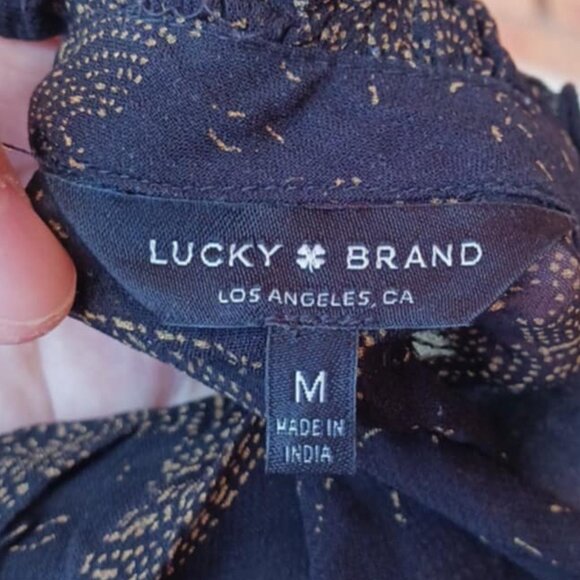 LUCKY BRAND
LOS ANGELES, CA
M
MADE IN
INDIA